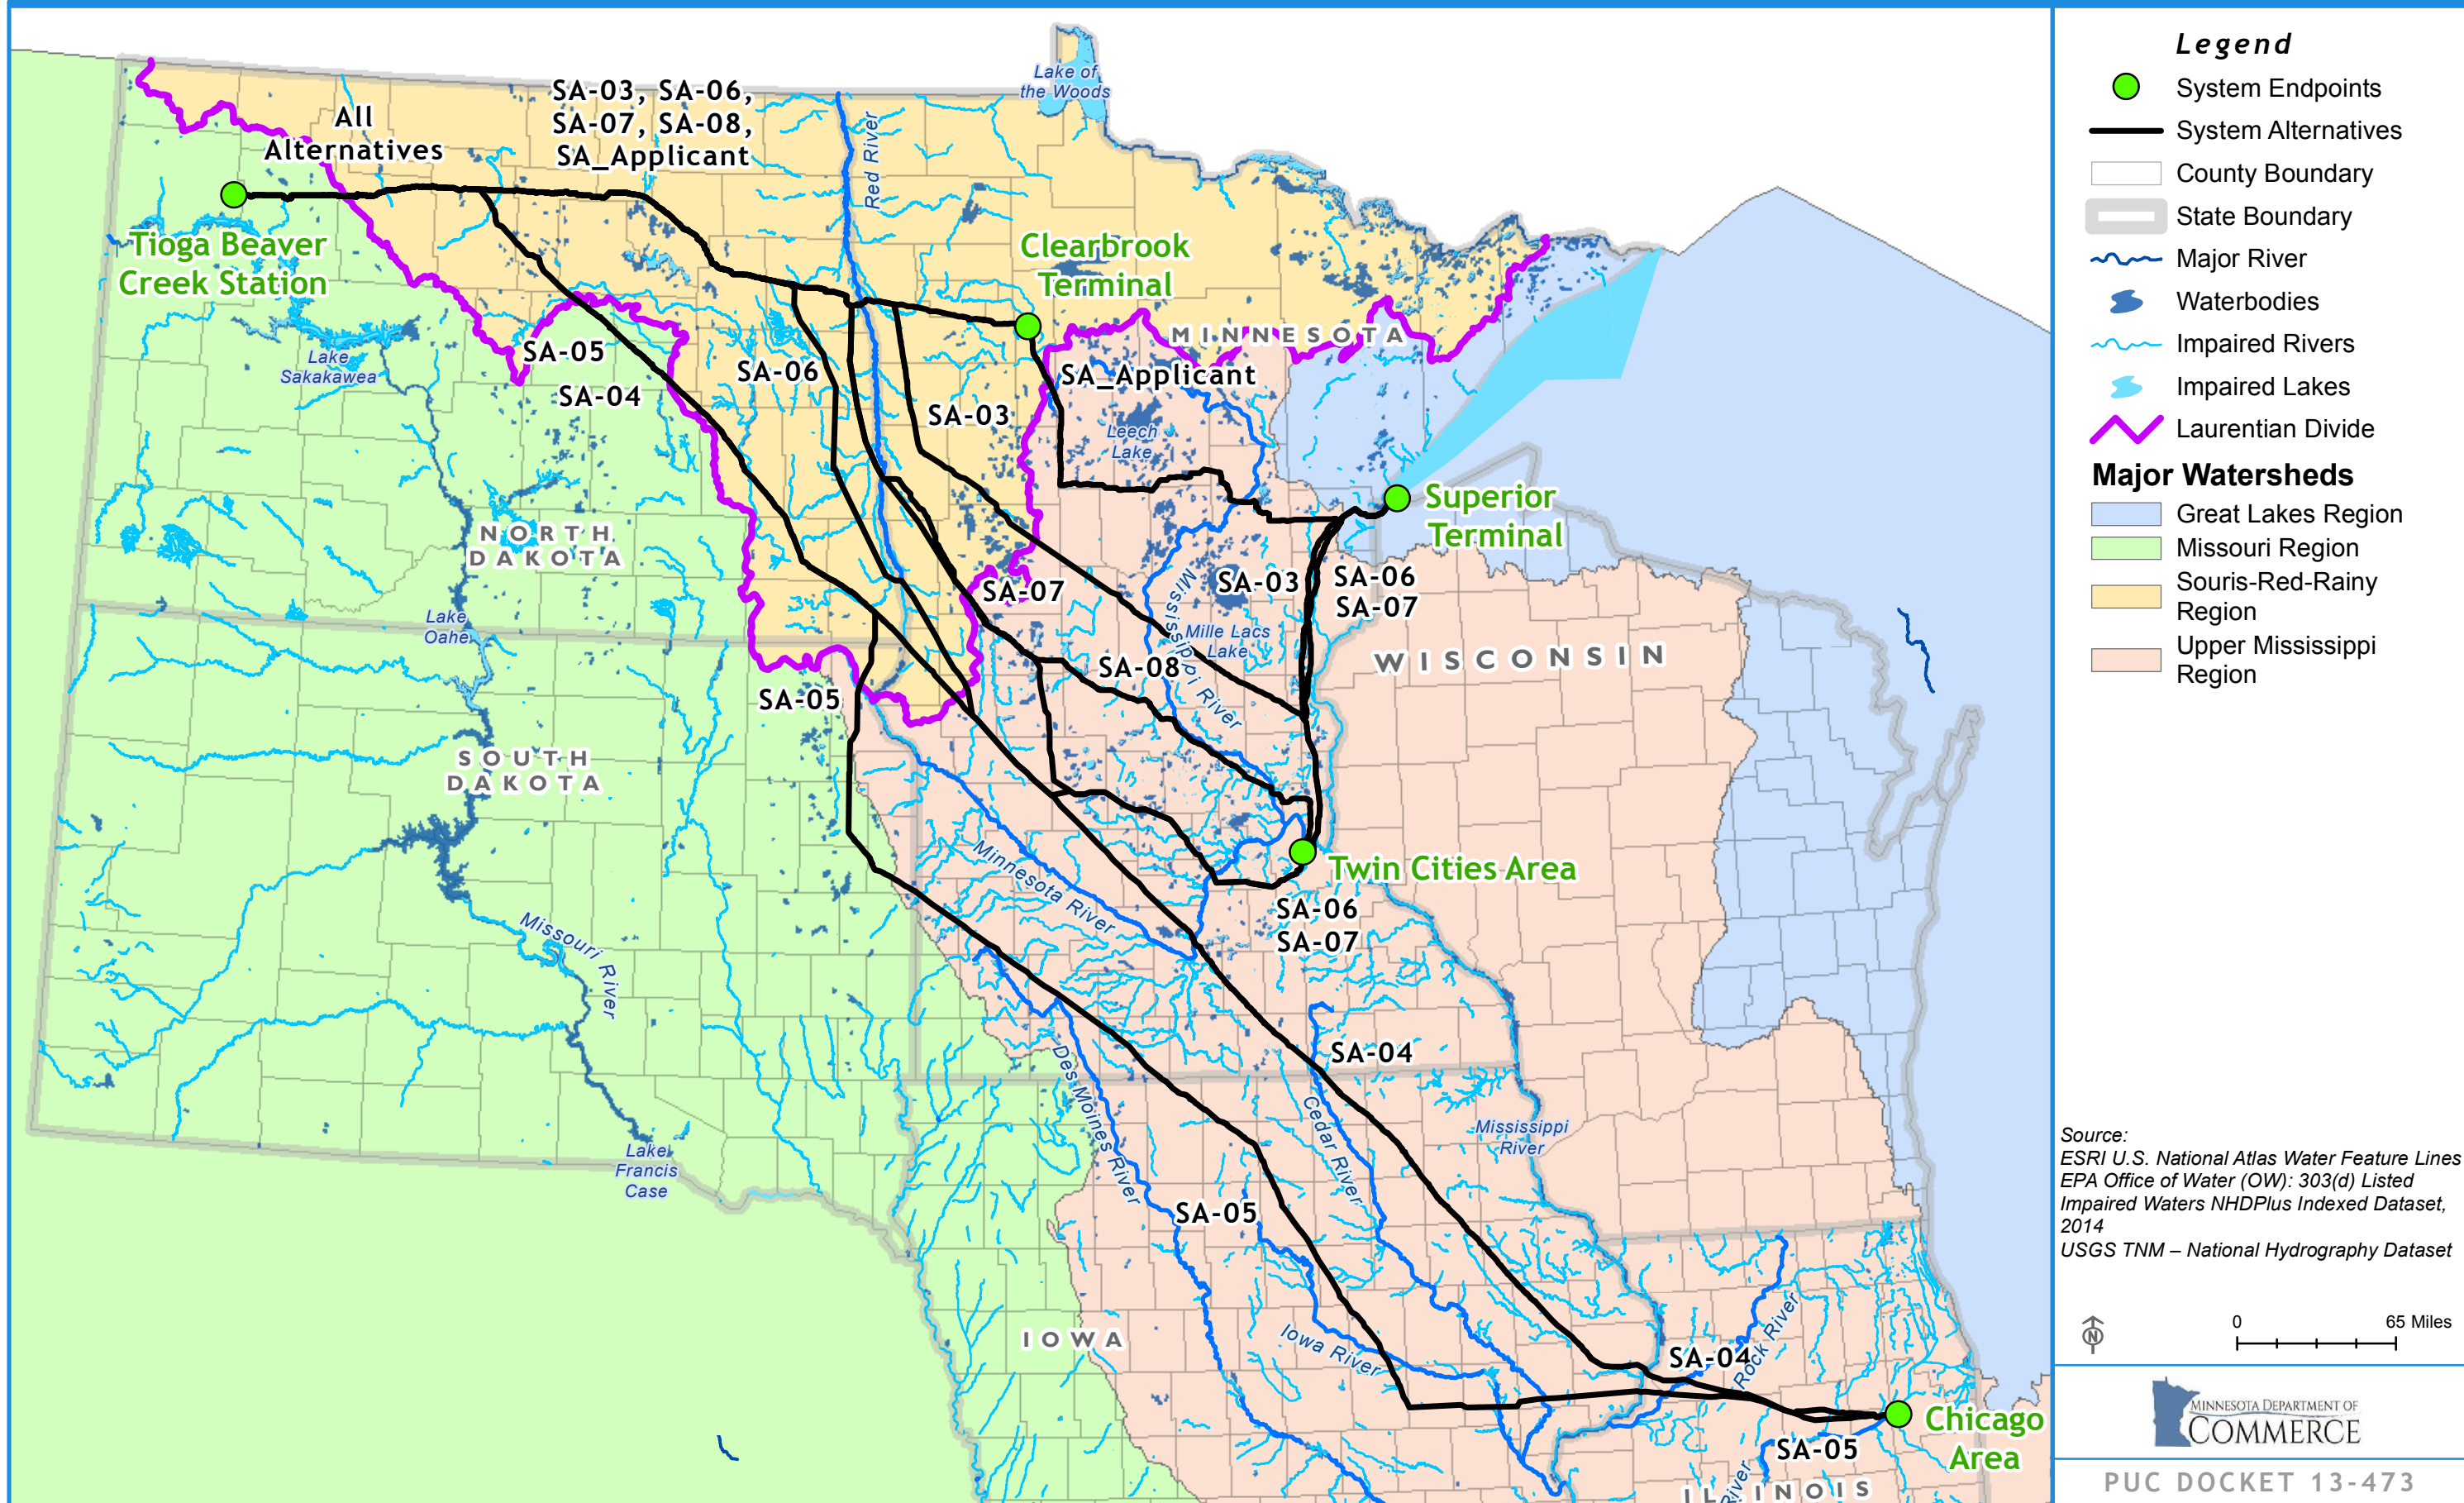 All
Alternatives
SA-03, SA-06,
SA-07, SA-08,
SA_Applicant
Red River
Lake of
the Woods
Tioga Beaver
Creek Station
Clearbrook
Terminal
MINNESOTA
Lake
Sakakawea
SA-05
SA-04
SA-06
SA-03
SA_Applicant
Leech
Lake
Superior
Terminal
NORTH
DAKOTA
SA-07
SA-03
SA-06
SA-07
Mississippi River
Mille Lacs
Lake
Lake
Oahe
SA-08
WISCONSIN
SA-05
SOUTH
DAKOTA
Minnesota River
Twin Cities Area
SA-06
SA-07
Missouri River
SA-04
Des Moines River
Cedar River
Mississippi
River
Lake
Francis
Case
SA-05
IOWA
Iowa River
SA-04
Rock River
Chicago
Area
SA-05
River
ILLINOIS
Legend
System Endpoints
System Alternatives
County Boundary
State Boundary
Major River
Waterbodies
Impaired Rivers
Impaired Lakes
Laurentian Divide
Major Watersheds
Great Lakes Region
Missouri Region
Souris-Red-Rainy
Region
Upper Mississippi
Region
Source:
ESRI U.S. National Atlas Water Feature Lines
EPA Office of Water (OW): 303(d) Listed
Impaired Waters NHDPlus Indexed Dataset,
2014
USGS TNM – National Hydrography Dataset
N
0 65 Miles
MINNESOTA DEPARTMENT OF
COMMERCE
PUC DOCKET 13-473